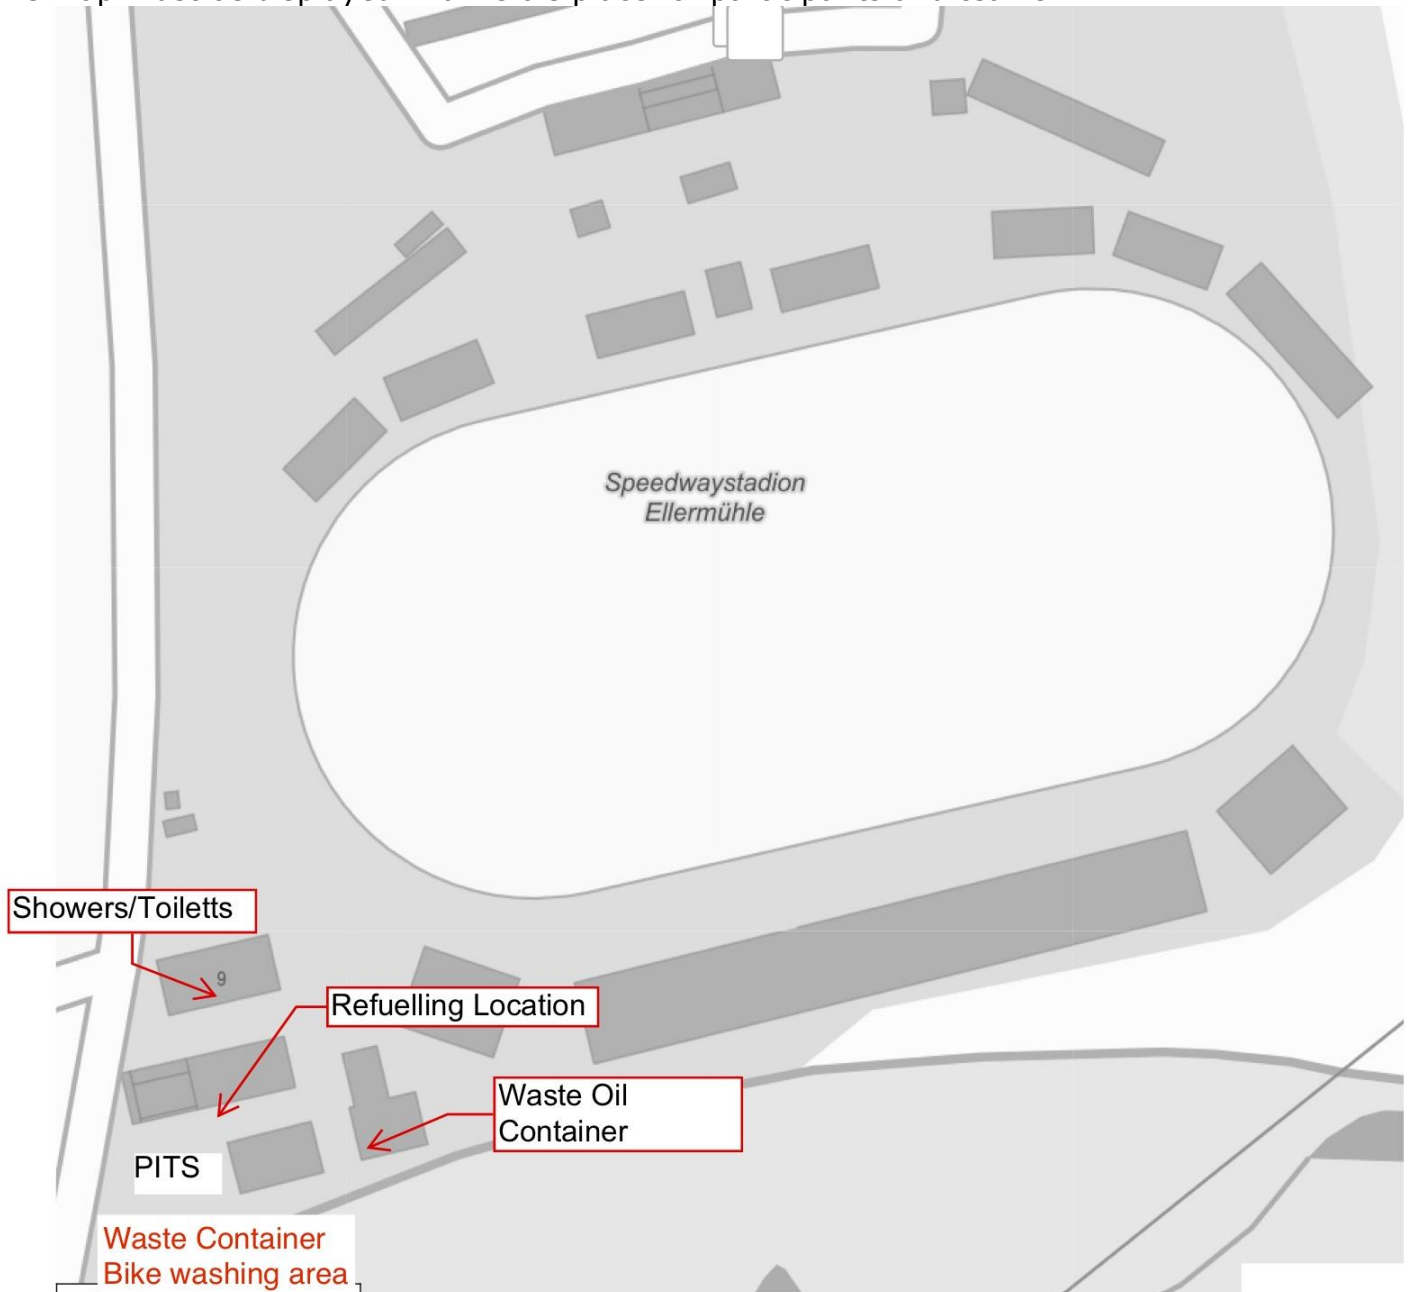 Speedwaystadion
Ellermühle
Showers/Toiletts
9
Refuelling Location
Waste Oil
Container
PITS
Waste Container
Bike washing area